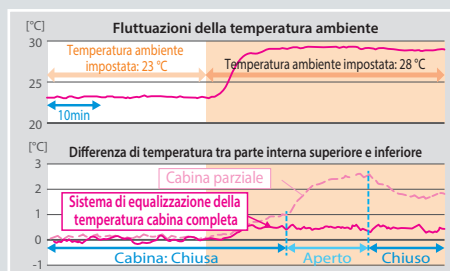 Fluttuazioni della temperatura ambiente
[°C]
30
25
20
Temperatura ambiente
impostata: 23 °C
Temperatura ambiente impostata: 28 °C
10min
Differenza di temperatura tra parte interna superiore e inferiore
[°C]
3
2
1
0
-1
Cabina parziale
Sistema di equalizzazione della
temperatura cabina completa
Cabina: Chiusa
Aperto
Chiuso